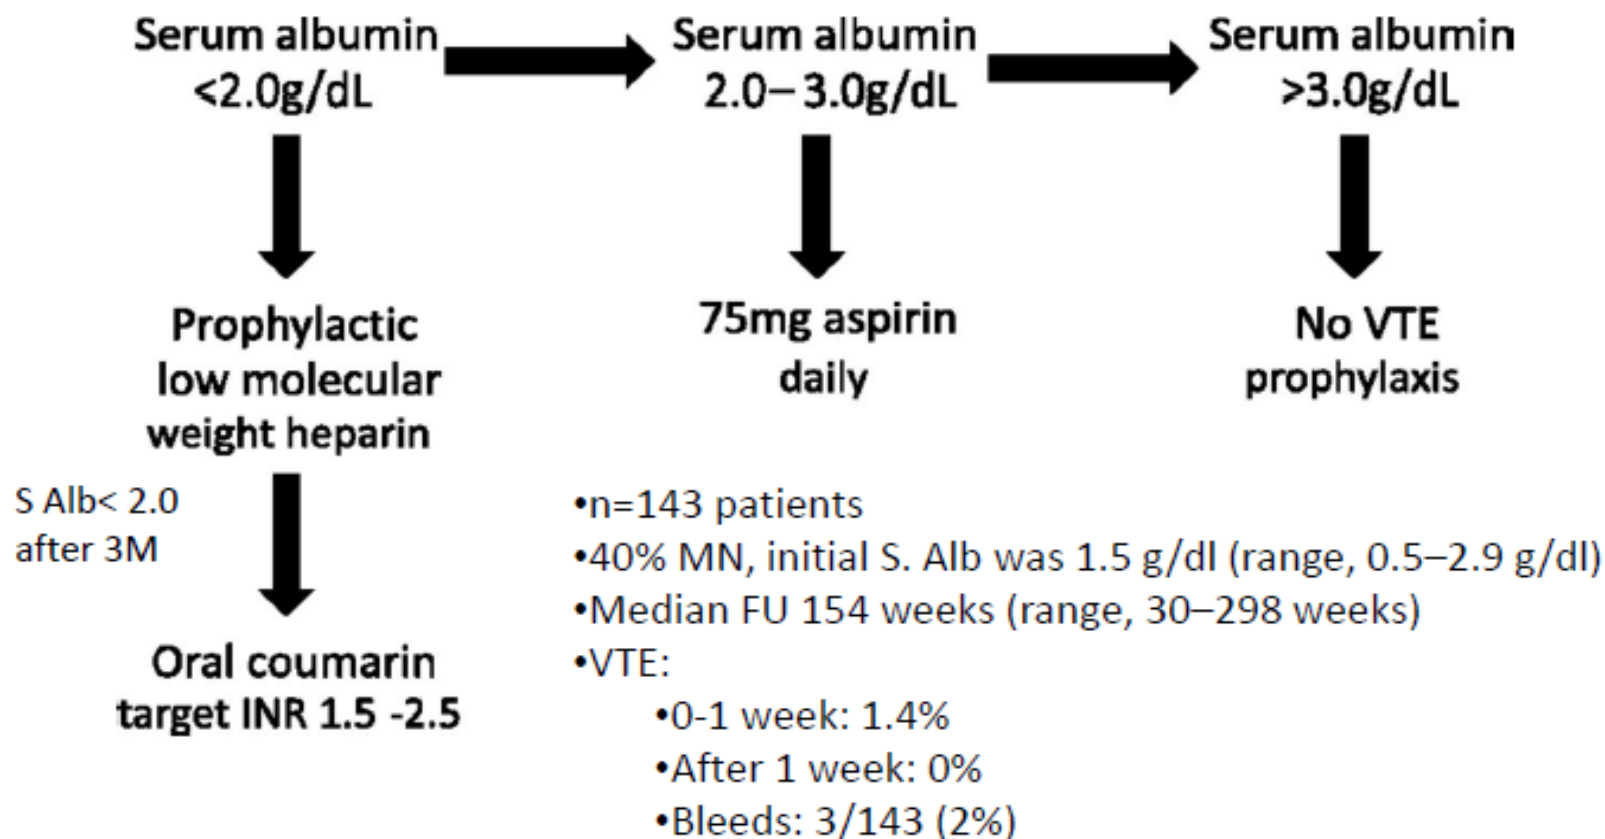 Serum albumin
<2.0g/dL
Serum albumin
2.0–3.0g/dL
Serum albumin
>3.0g/dL
Prophylactic
low molecular
weight heparin
75mg aspirin
daily
No VTE
prophylaxis
S Alb< 2.0
after 3M
Oral coumarin
target INR 1.5 -2.5
•n=143 patients
•40% MN, initial S. Alb was 1.5 g/dl (range, 0.5–2.9 g/dl)
•Median FU 154 weeks (range, 30–298 weeks)
•VTE:
•0-1 week: 1.4%
•After 1 week: 0%
•Bleeds: 3/143 (2%)